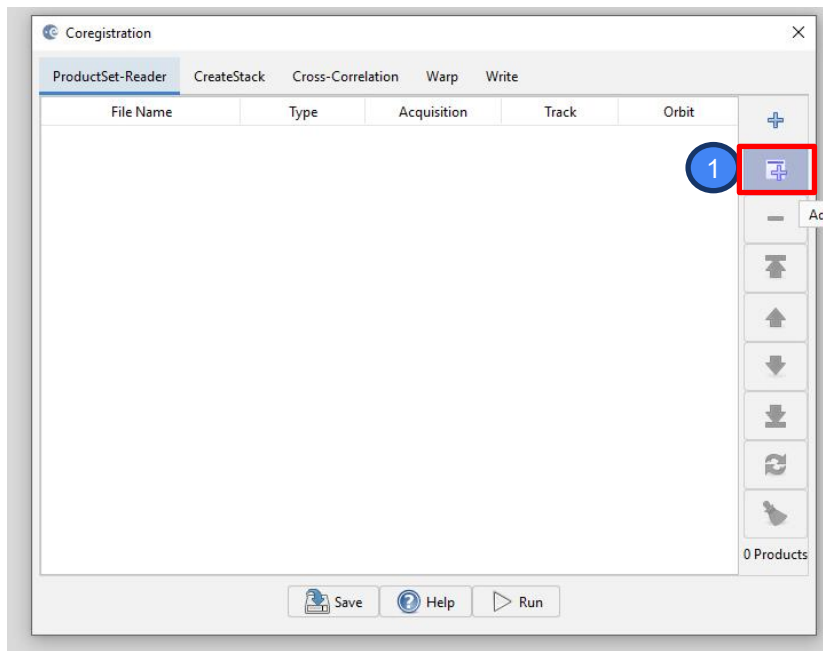 Coregistration
ProductSet-Reader CreateStack Cross-Correlation Warp Write
File Name Type Acquisition Track Orbit
1
Ac
0 Products
Save Help Run